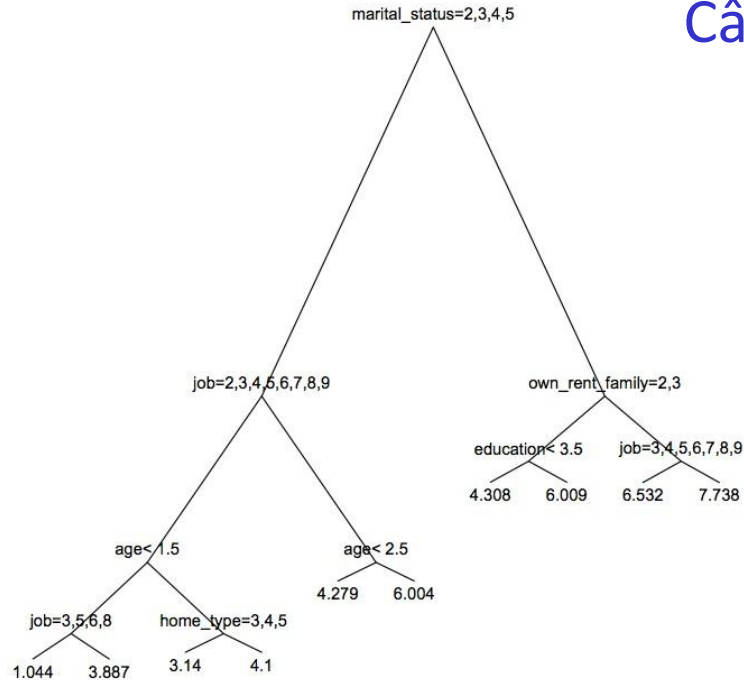 marital_status=2,3,4,5
Câ
job=2,3,4,5,6,7,8,9
own_rent_family=2,3
education< 3.5
job=3,4,5,6,7,8,9
4.308
6.009
6.532
7.738
age< 1.5
age< 2.5
4.279
6.004
job=3,5,6,8
home_type=3,4,5
1.044
3.887
3.14
4.1